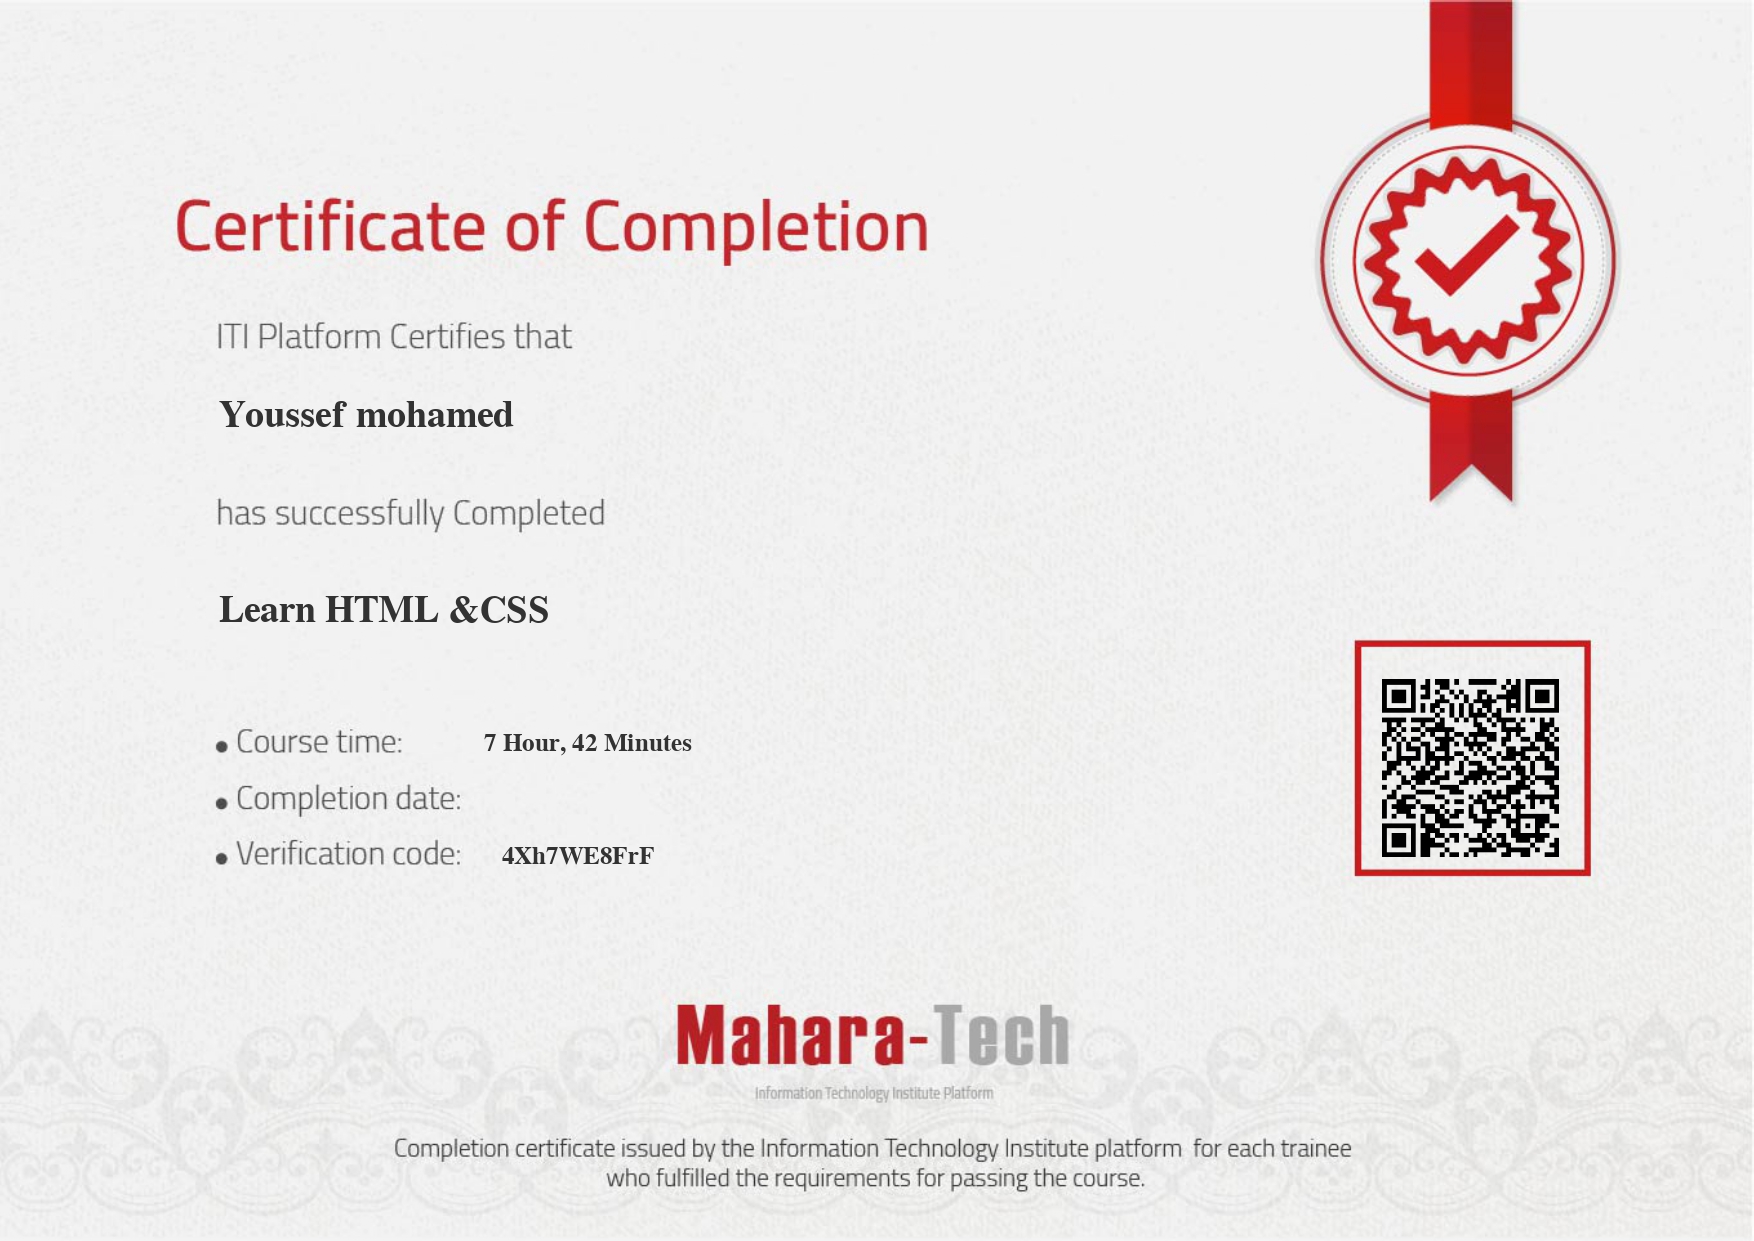 Certificate of Completion
ITI Platform Certifies that
Youssef mohamed
has successfully Completed
Learn HTML &CSS
• Course time: 7 Hour, 42 Minutes
• Completion date:
• Verification code: 4Xh7WE8FrF
Mahara-Tech
Information Technology Institute Platform
Completion certificate issued by the Information Technology Institute platform for each trainee
who fulfilled the requirements for passing the course.